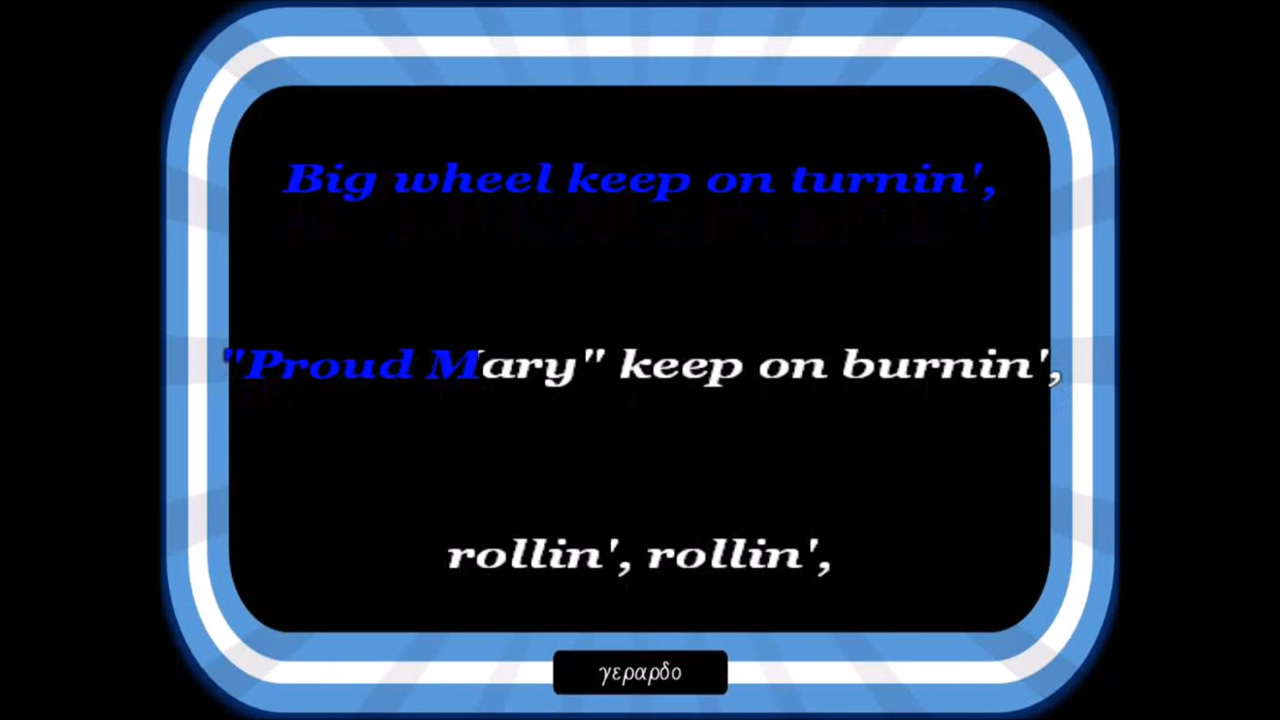 Big wheel keep on turnin',
"Proud Mary" keep on burnin',
rollin', rollin',
γεραρδο